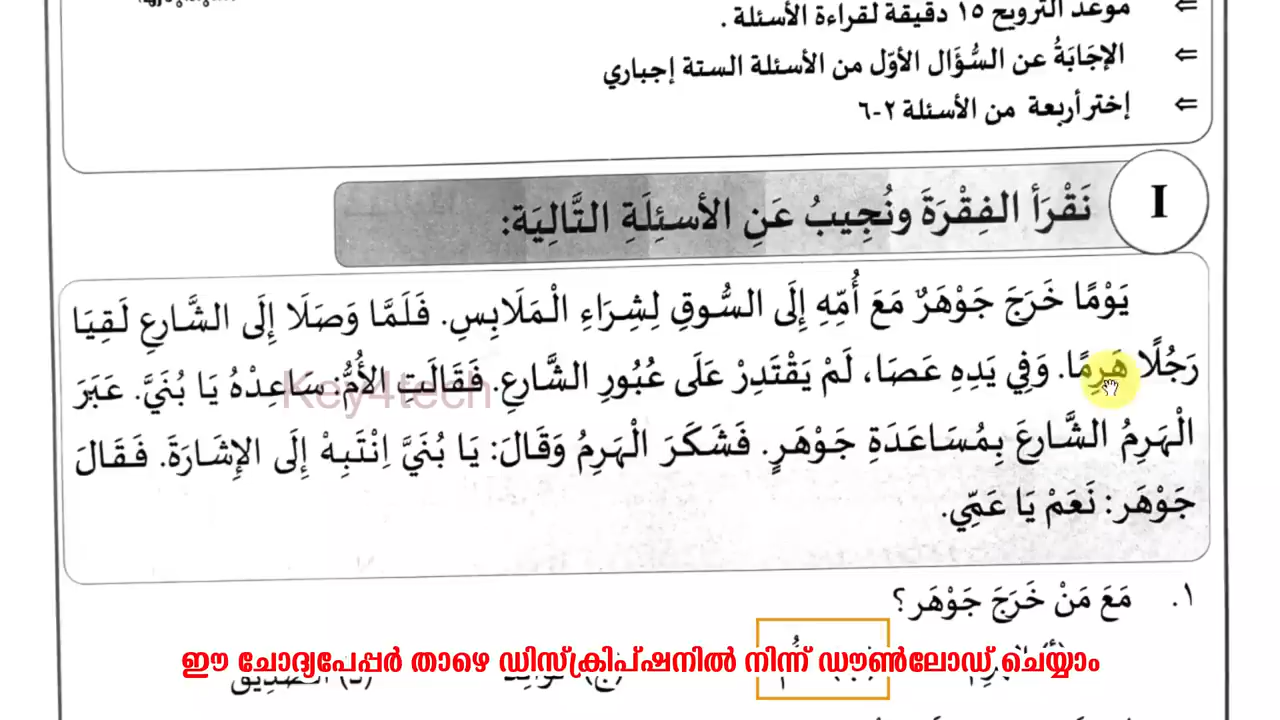 ⇐ موعد الترويح ١٥ دقيقة لقراءة الأسئلة .
⇐ الإجَابَةُ عن السُّؤَال الأوّل من الأسئلة الستة إجباري
⇐ إختر أربعة من الأسئلة ٢-٦
I نَقْرَأ الفِقْرَةَ ونُجِيبُ عَنِ الأسئِلَةِ التَّالِيَة:
يَوْمًا خَرَجَ جَوْهَرٌ مَعَ أُمِّهِ إِلَى السُّوقِ لِشِرَاءِ الْمَلَابِسِ. فَلَمَّا وَصَلَا إِلَى الشَّارِعِ لَقِيَا
رَجُلًا هَرِمًا. وَفِي يَدِهِ عَصَا، لَمْ يَقْتَدِرْ عَلَى عُبُورِ الشَّارِعِ. فَقَالَتِ الأُمُّ: سَاعِدْهُ يَا بُنَيَّ. عَبَرَ
الْهَرِمُ الشَّارِعَ بِمُسَاعَدَةِ جَوْهَرٍ. فَشَكَرَ الْهَرِمُ وَقَالَ: يَا بُنَيَّ اِنْتَبِهْ إِلَى الإِشَارَةَ. فَقَالَ
جَوْهَر: نَعَمْ يَا عَمِّي.
Key4tech
١. مَعَ مَنْ خَرَجَ جَوْهَر؟
ഈ ചോദ്യപേപ്പർ താഴെ ഡിസ്ക്രിപ്ഷനിൽ നിന്ന് ഡൗൺലോഡ് ചെയ്യാം